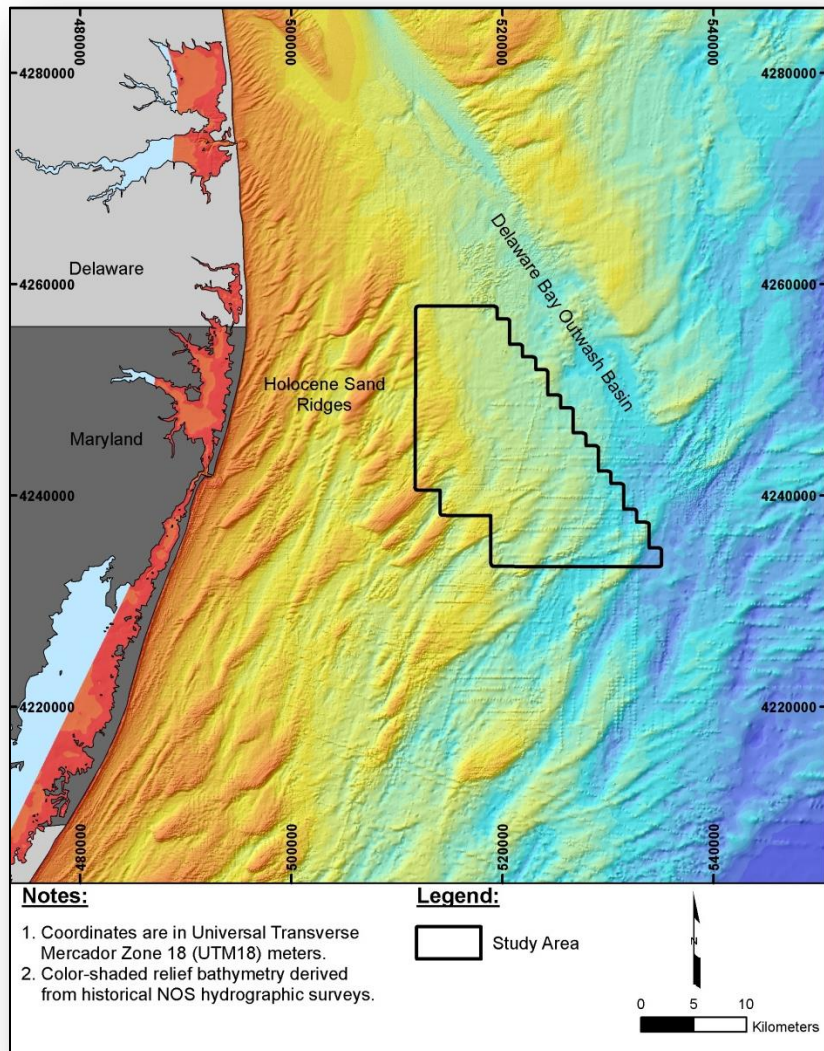 480000
500000
520000
540000
4280000
4280000
Delaware Bay Outwash Basin
Delaware
4260000
4260000
Holocene Sand
Ridges
Maryland
4240000
4240000
4220000
4220000
480000
500000
520000
540000
Notes:
1. Coordinates are in Universal Transverse
Mercador Zone 18 (UTM18) meters.
2. Color-shaded relief bathymetry derived
from historical NOS hydrographic surveys.
Legend:
Study Area
N
0 5 10
Kilometers